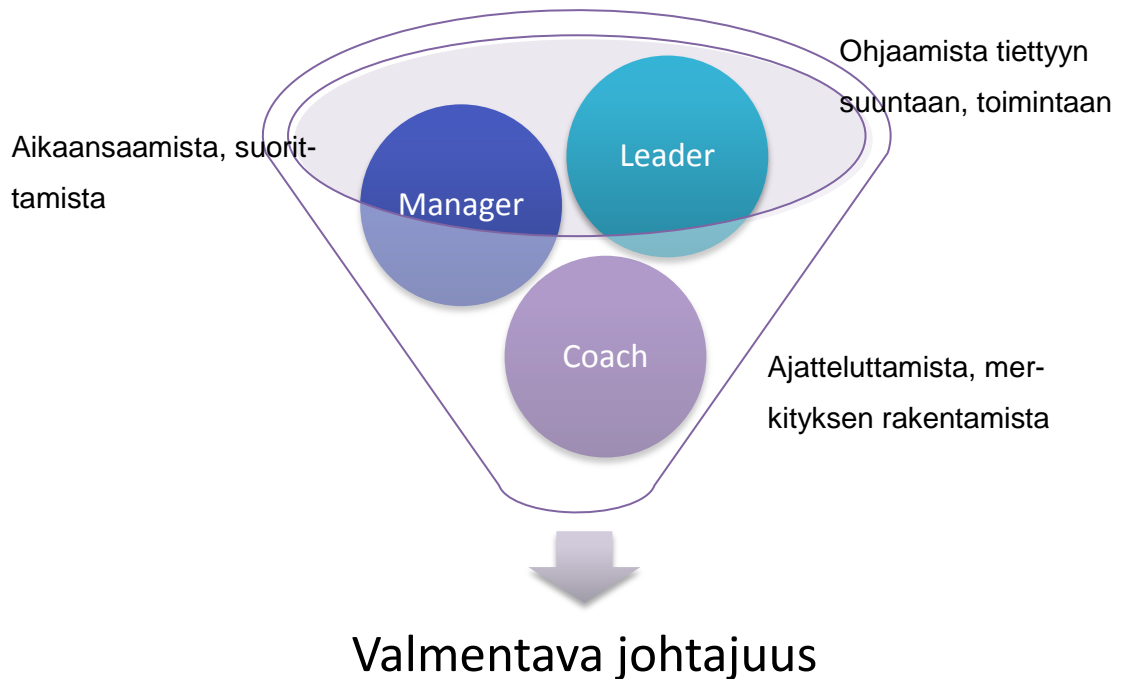 Ohjaamista tiettyyn
suuntaan, toimintaan
Aikaansaamista, suorit-
tamista
Leader
Manager
Coach
Ajatteluttamista, mer-
kityksen rakentamista
Valmentava johtajuus